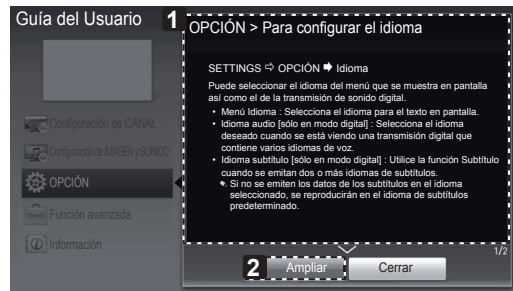 Guía del Usuario
1
OPCIÓN > Para configurar el idioma
SETTINGS ⇨ OPCIÓN ➡ Idioma
Puede seleccionar el idioma del menú que se muestra en pantalla
así como el de la transmisión de sonido digital.
• Menú Idioma : Selecciona el idioma para el texto en pantalla.
• Idioma audio [sólo en modo digital] : Selecciona el idioma
deseado cuando se está viendo una transmisión digital que
contiene varios idiomas de voz.
• Idioma subtítulo [sólo en modo digital] : Utilice la función Subtítulo
cuando se emitan dos o más idiomas de subtítulos.
Si no se emiten los datos de los subtítulos en el idioma
seleccionado, se reproducirán en el idioma de subtítulos
predeterminado.
Configuración de CANAL
Configuración de IMAGEN y SONIDO
OPCIÓN
Función avanzada
Información
1/2
2
Ampliar
Cerrar